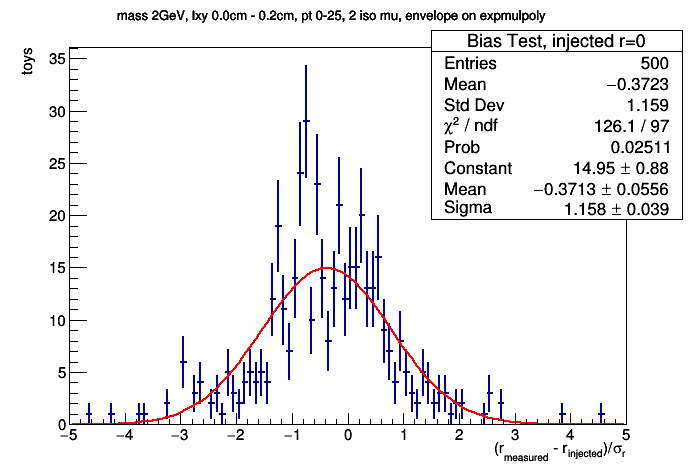 mass 2GeV, lxy 0.0cm - 0.2cm, pt 0-25, 2 iso mu, envelope on expmulpoly
Bias Test, injected r=0
Entries 500
Mean −0.3723
Std Dev 1.159
χ² / ndf 126.1 / 97
Prob 0.02511
Constant 14.95 ± 0.88
Mean −0.3713 ± 0.0556
Sigma 1.158 ± 0.039
toys
35
30
25
20
15
10
5
0
−5 −4 −3 −2 −1 0 1 2 3 4 5
(r_measured - r_injected)/σ_r